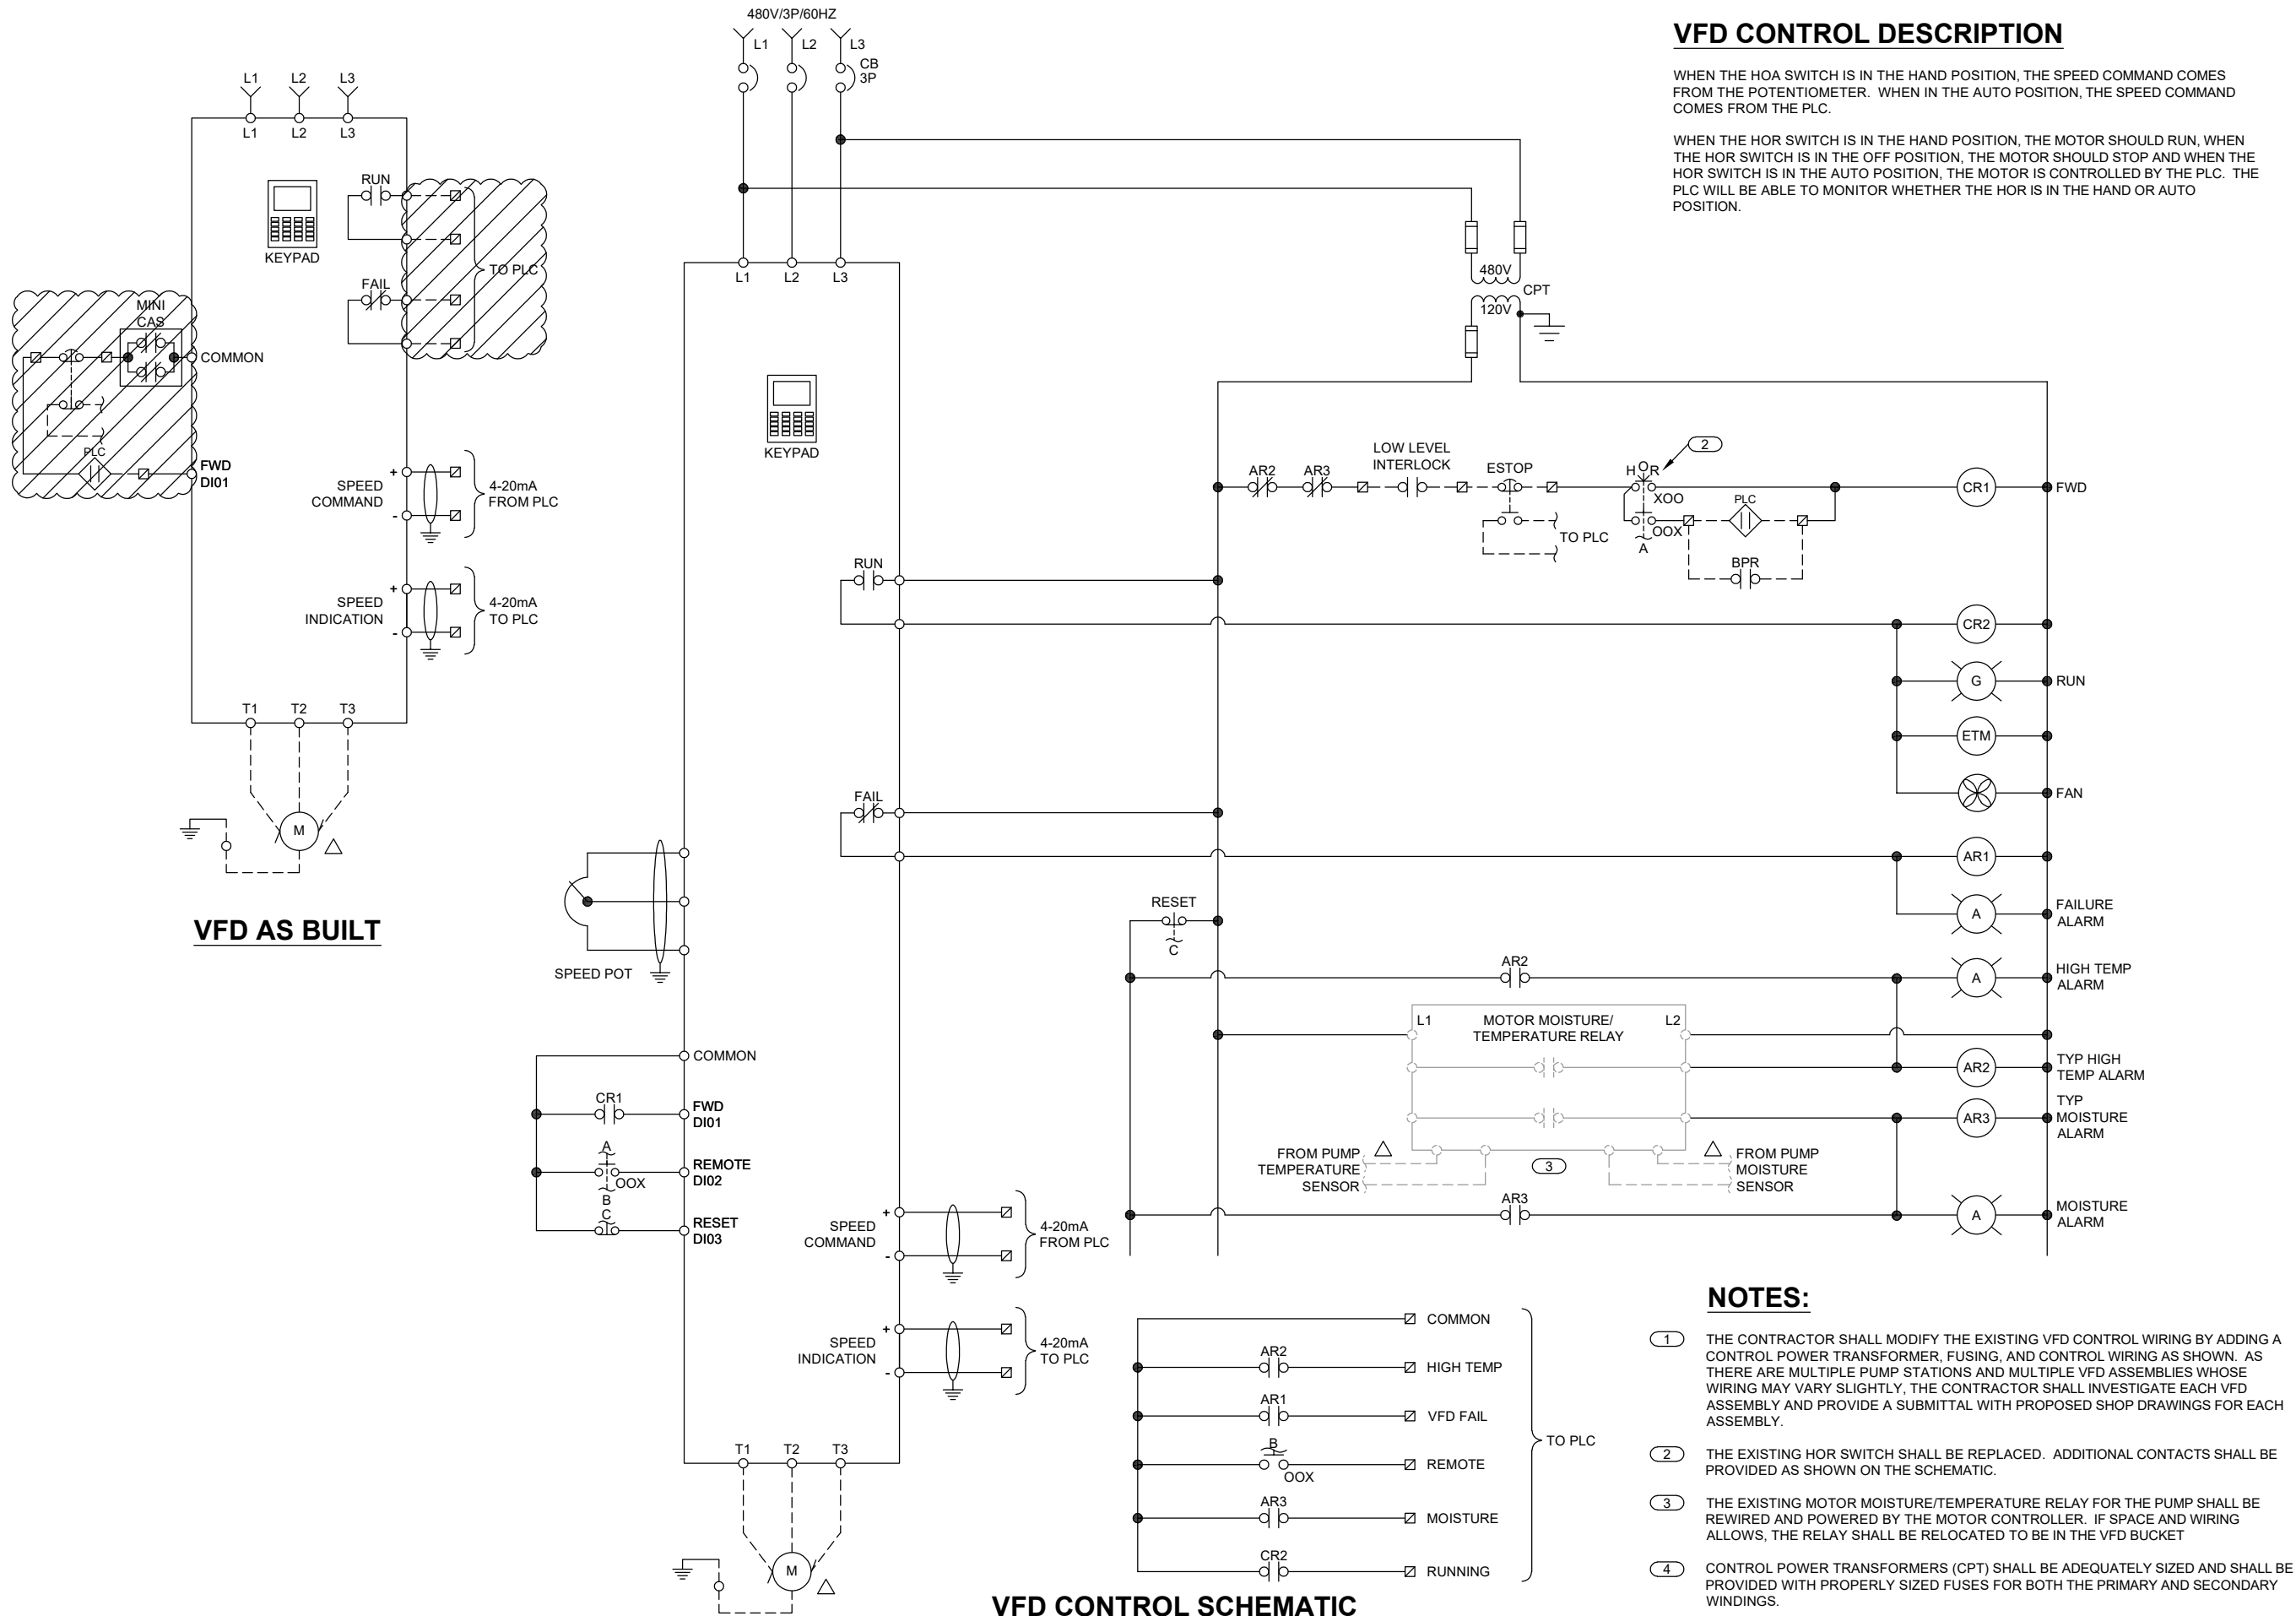 480V/3P/60HZ
L1
L2
L3
CB
3P
L1
L2
L3
L1
L2
L3
RUN
KEYPAD
TO PLC
FAIL
MINI
CAS
COMMON
PLC
FWD
DI01
+
SPEED
COMMAND
-
4-20mA
FROM PLC
+
SPEED
INDICATION
-
4-20mA
TO PLC
T1
T2
T3
M
VFD AS BUILT
L1
L2
L3
KEYPAD
RUN
FAIL
SPEED POT
COMMON
CR1
FWD
DI01
A
REMOTE
DI02
OOX
B
C
RESET
DI03
+
SPEED
COMMAND
-
4-20mA
FROM PLC
+
SPEED
INDICATION
-
4-20mA
TO PLC
T1
T2
T3
M
VFD CONTROL SCHEMATIC
480V
CPT
120V
AR2
AR3
LOW LEVEL
INTERLOCK
ESTOP
TO PLC
HOR
2
XOO
OOX
A
PLC
BPR
CR1
FWD
CR2
G
RUN
ETM
FAN
AR1
A
FAILURE
ALARM
RESET
C
AR2
A
HIGH TEMP
ALARM
L1
MOTOR MOISTURE/
TEMPERATURE RELAY
L2
AR2
TYP HIGH
TEMP ALARM
AR3
TYP
MOISTURE
ALARM
FROM PUMP
TEMPERATURE
SENSOR
3
FROM PUMP
MOISTURE
SENSOR
AR3
A
MOISTURE
ALARM
COMMON
AR2
HIGH TEMP
AR1
VFD FAIL
B
OOX
REMOTE
AR3
MOISTURE
CR2
RUNNING
TO PLC
VFD CONTROL DESCRIPTION
WHEN THE HOA SWITCH IS IN THE HAND POSITION, THE SPEED COMMAND COMES
FROM THE POTENTIOMETER. WHEN IN THE AUTO POSITION, THE SPEED COMMAND
COMES FROM THE PLC.
WHEN THE HOR SWITCH IS IN THE HAND POSITION, THE MOTOR SHOULD RUN, WHEN
THE HOR SWITCH IS IN THE OFF POSITION, THE MOTOR SHOULD STOP AND WHEN THE
HOR SWITCH IS IN THE AUTO POSITION, THE MOTOR IS CONTROLLED BY THE PLC. THE
PLC WILL BE ABLE TO MONITOR WHETHER THE HOR IS IN THE HAND OR AUTO
POSITION.
NOTES:
1 THE CONTRACTOR SHALL MODIFY THE EXISTING VFD CONTROL WIRING BY ADDING A
CONTROL POWER TRANSFORMER, FUSING, AND CONTROL WIRING AS SHOWN. AS
THERE ARE MULTIPLE PUMP STATIONS AND MULTIPLE VFD ASSEMBLIES WHOSE
WIRING MAY VARY SLIGHTLY, THE CONTRACTOR SHALL INVESTIGATE EACH VFD
ASSEMBLY AND PROVIDE A SUBMITTAL WITH PROPOSED SHOP DRAWINGS FOR EACH
ASSEMBLY.
2 THE EXISTING HOR SWITCH SHALL BE REPLACED. ADDITIONAL CONTACTS SHALL BE
PROVIDED AS SHOWN ON THE SCHEMATIC.
3 THE EXISTING MOTOR MOISTURE/TEMPERATURE RELAY FOR THE PUMP SHALL BE
REWIRED AND POWERED BY THE MOTOR CONTROLLER. IF SPACE AND WIRING
ALLOWS, THE RELAY SHALL BE RELOCATED TO BE IN THE VFD BUCKET
4 CONTROL POWER TRANSFORMERS (CPT) SHALL BE ADEQUATELY SIZED AND SHALL BE
PROVIDED WITH PROPERLY SIZED FUSES FOR BOTH THE PRIMARY AND SECONDARY
WINDINGS.